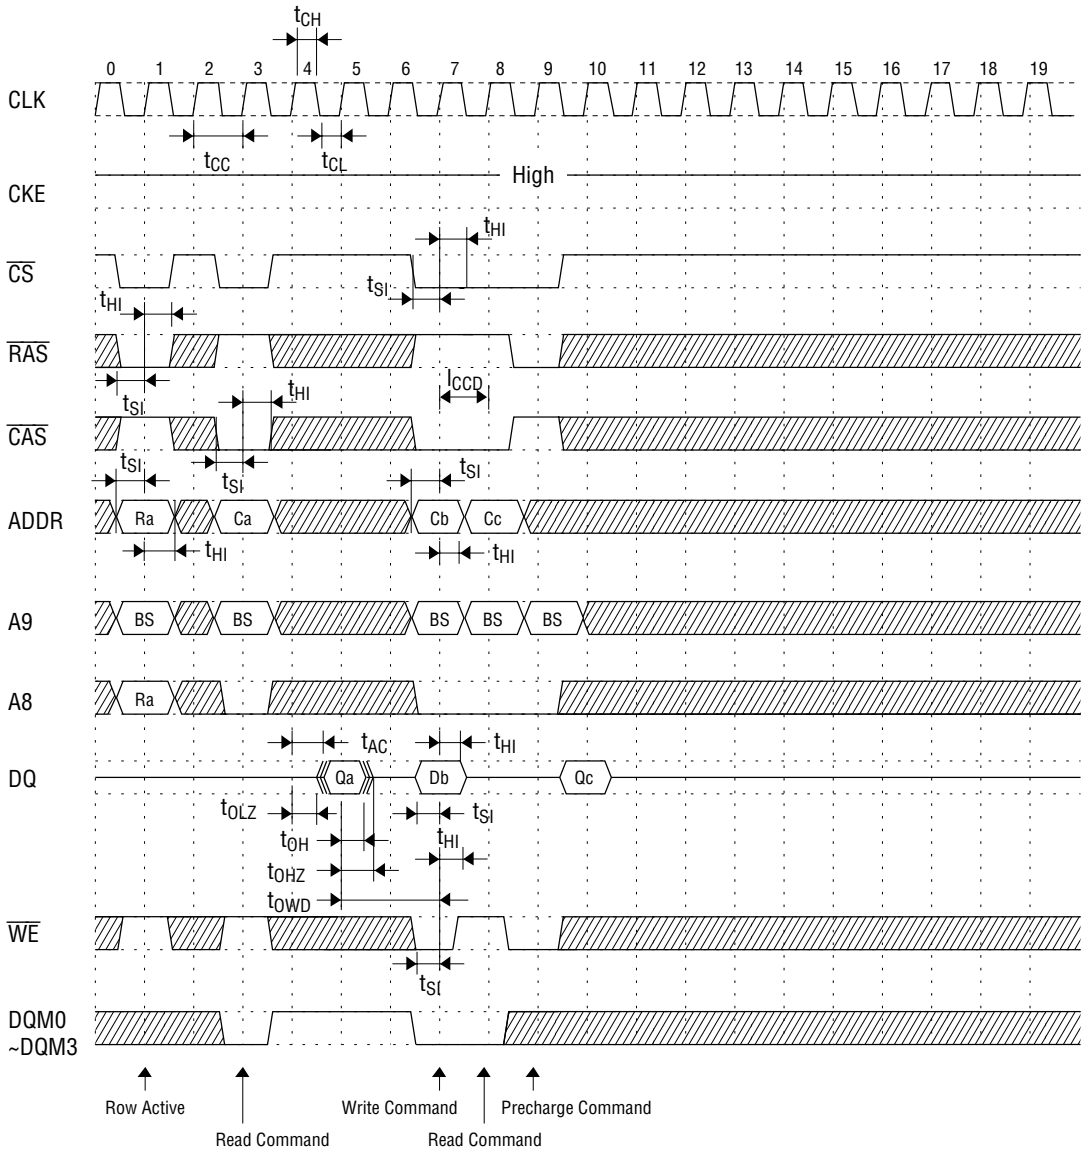 tCH
0 1 2 3 4 5 6 7 8 9 10 11 12 13 14 15 16 17 18 19
CLK
tCC tCL
High
CKE
tHI
CS
tSI
tHI
RAS
lCCD
tSI tHI
CAS
tSI tSI tSI
ADDR Ra Ca Cb Cc
tHI tHI
A9 BS BS BS BS BS
A8 Ra
tAC tHI
DQ Qa Db Qc
tOLZ tSI
tOH tHI
tOHZ
tOWD
WE
tSI
DQM0
~DQM3
Row Active Write Command Precharge Command
Read Command Read Command